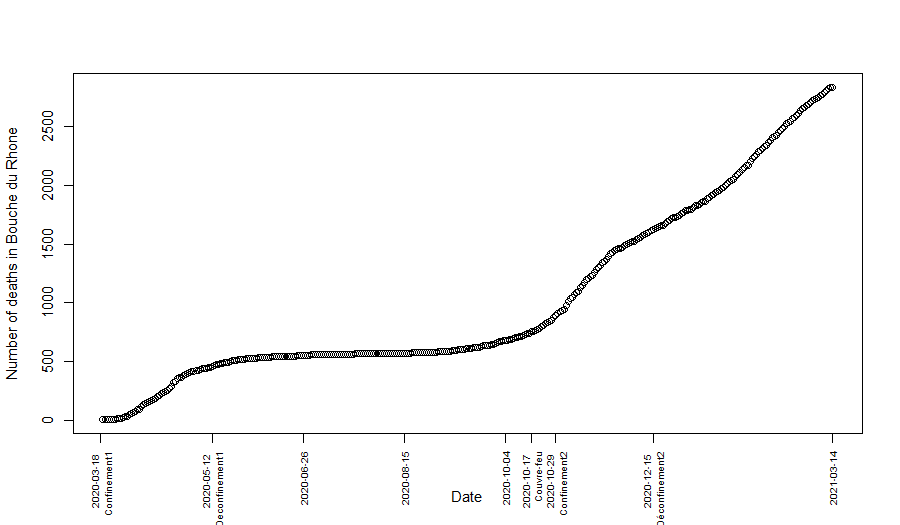 Number of deaths in Bouche du Rhone
2500
2000
1500
1000
500
0
2020-03-18
Confinement1
2020-05-12
Deconfinement1
2020-06-26
2020-08-15
2020-10-04
2020-10-17
Couvre-feu
2020-10-29
Confinement2
2020-12-15
Déconfinement2
2021-03-14
Date